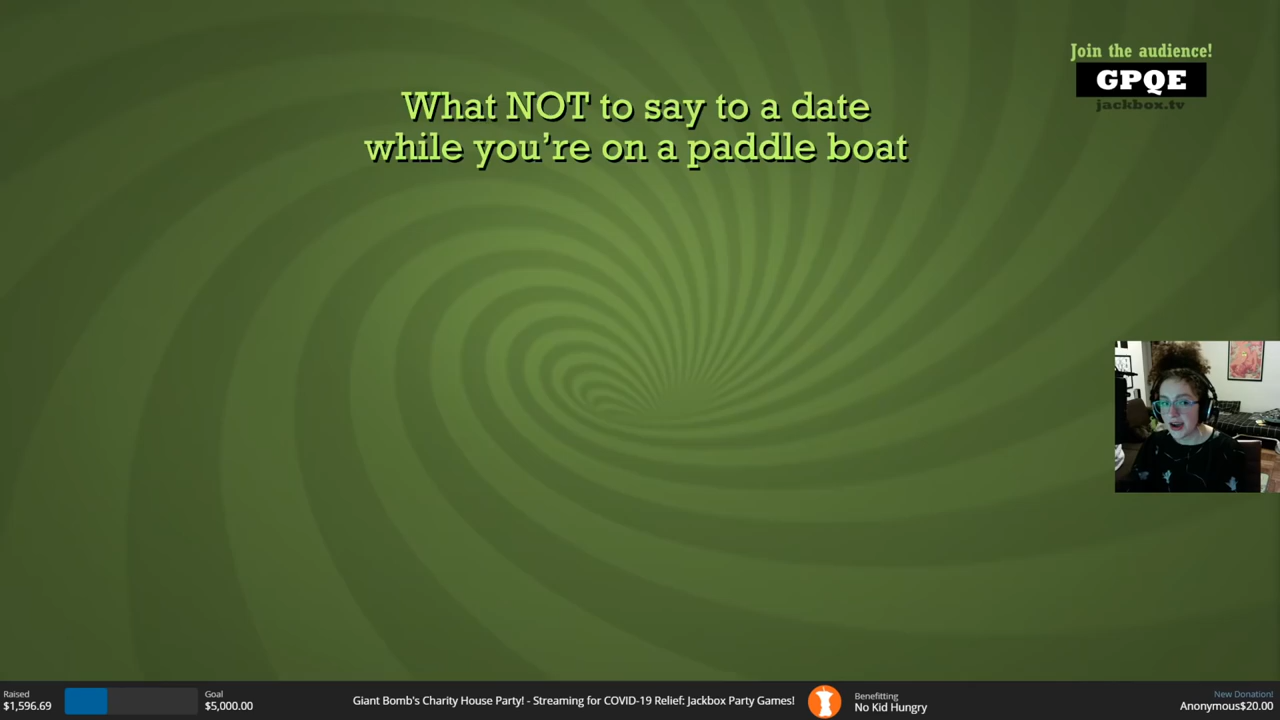 Join the audience!
GPQE
jackbox.tv
What NOT to say to a date
while you're on a paddle boat
Raised
$1,596.69
Goal
$5,000.00
Giant Bomb's Charity House Party! - Streaming for COVID-19 Relief: Jackbox Party Games!
Benefitting
No Kid Hungry
New Donation!
Anonymous$20.00